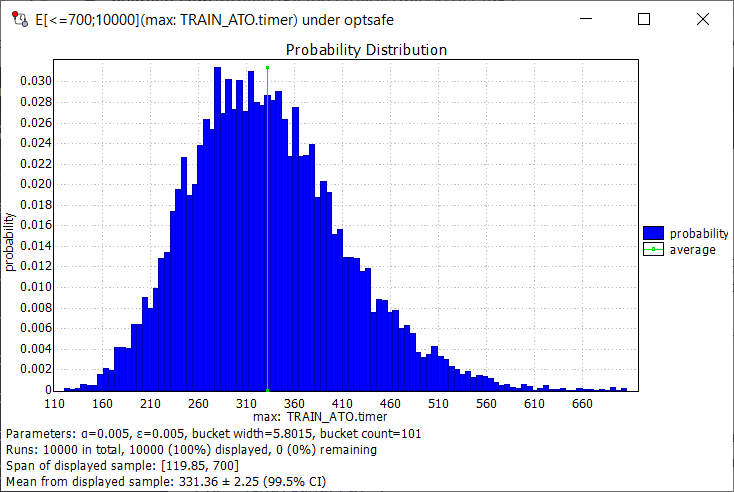 E[<=700;10000](max: TRAIN_ATO.timer) under optsafe
Probability Distribution
0.030
0.028
0.026
0.024
0.022
0.020
0.018
0.016
0.014
0.012
0.010
0.008
0.006
0.004
0.002
0
probability
110 160 210 260 310 360 410 460 510 560 610 660
max: TRAIN_ATO.timer
probability
average
Parameters: α=0.005, ε=0.005, bucket width=5.8015, bucket count=101
Runs: 10000 in total, 10000 (100%) displayed, 0 (0%) remaining
Span of displayed sample: [119.85, 700]
Mean from displayed sample: 331.36 ± 2.25 (99.5% CI)